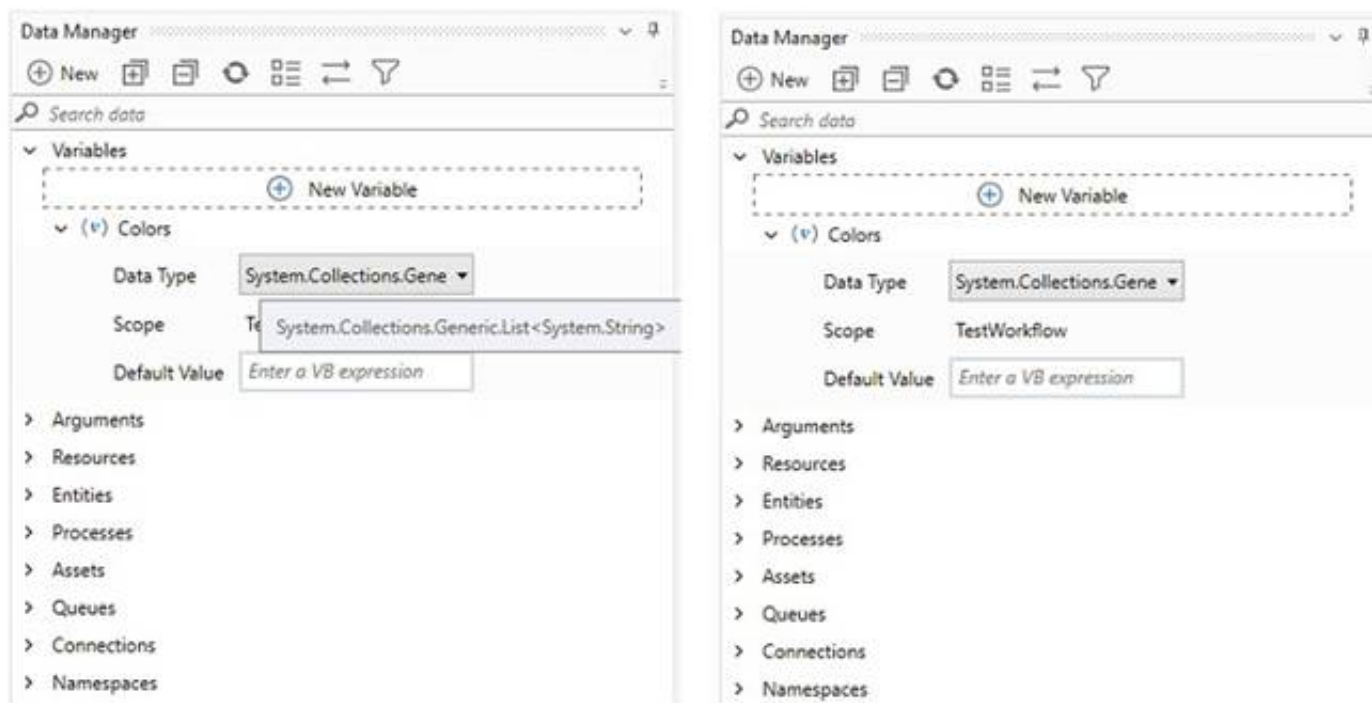 Data Manager
New
Search data
Variables
New Variable
(v) Colors
Data Type System.Collections.Gene
Scope Te System.Collections.Generic.List<System.String>
Default Value Enter a VB expression
Arguments
Resources
Entities
Processes
Assets
Queues
Connections
Namespaces
Data Manager
New
Search data
Variables
New Variable
(v) Colors
Data Type System.Collections.Gene
Scope TestWorkflow
Default Value Enter a VB expression
Arguments
Resources
Entities
Processes
Assets
Queues
Connections
Namespaces